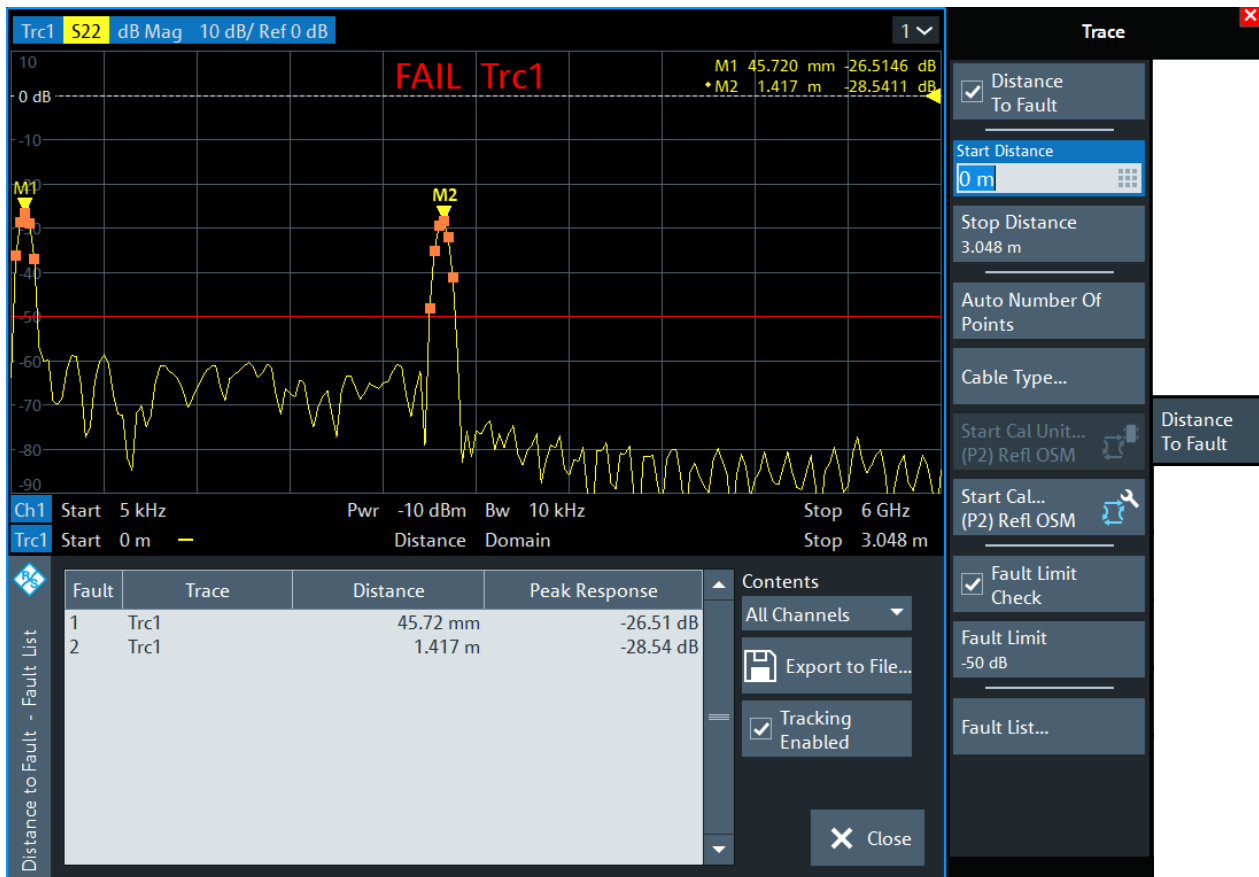 Trc1 S22 dB Mag 10 dB/ Ref 0 dB 1
10
FAIL Trc1
M1 45.720 mm -26.5146 dB
M2 1.417 m -28.5411 dB
0 dB
-10
M1
-20
M2
-30
-40
-50
-60
-70
-80
-90
Ch1 Start 5 kHz Pwr -10 dBm Bw 10 kHz Stop 6 GHz
Trc1 Start 0 m Distance Domain Stop 3.048 m
R&S
Distance to Fault - Fault List
Fault Trace Distance Peak Response
1 Trc1 45.72 mm -26.51 dB
2 Trc1 1.417 m -28.54 dB
Contents
All Channels
Export to File...
Tracking
Enabled
Close
Trace
Distance
To Fault
Start Distance
0 m
Stop Distance
3.048 m
Auto Number Of
Points
Cable Type...
Start Cal Unit...
(P2) Refl OSM
Start Cal...
(P2) Refl OSM
Fault Limit
Check
Fault Limit
-50 dB
Fault List...
Distance
To Fault